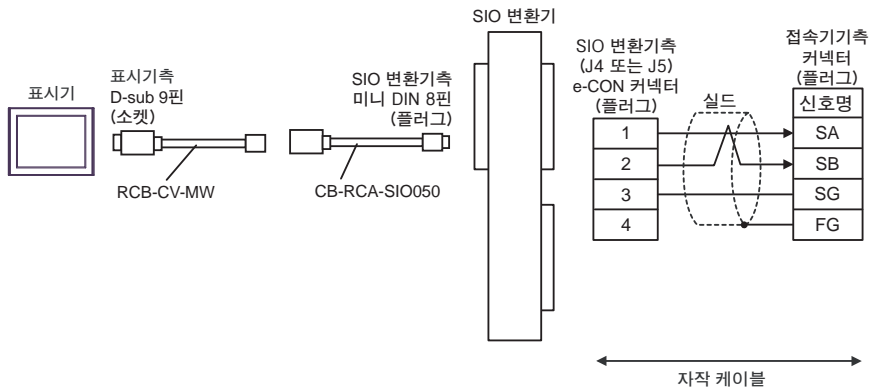 표시기
표시기측
D-sub 9핀
(소켓)
RCB-CV-MW
SIO 변환기측
미니 DIN 8핀
(플러그)
CB-RCA-SIO050
SIO 변환기
SIO 변환기측
(J4 또는 J5)
e-CON 커넥터
(플러그)
1
2
3
4
실드
접속기기측
커넥터
(플러그)
신호명
SA
SB
SG
FG
자작 케이블